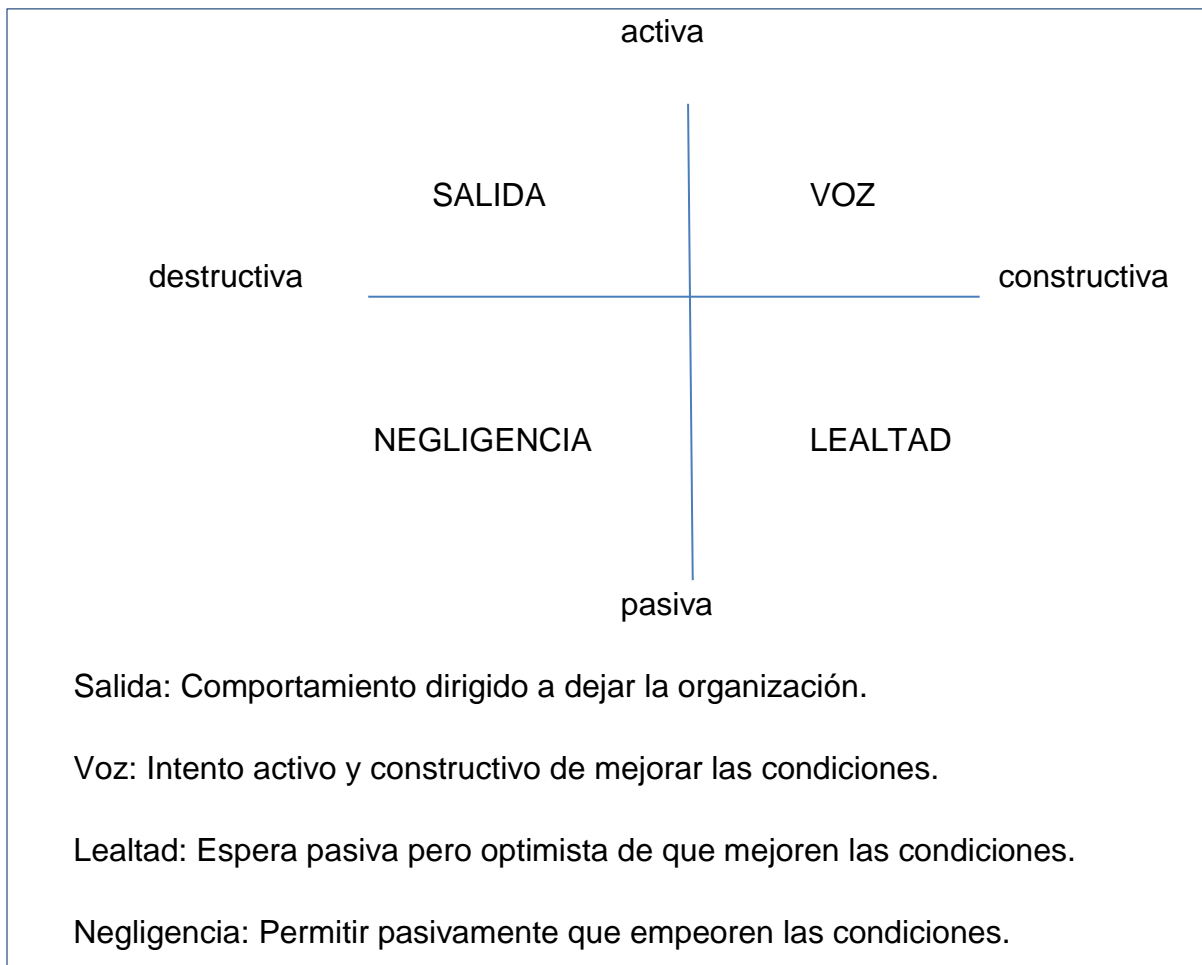 activa
SALIDA VOZ
destructiva constructiva
NEGLIGENCIA LEALTAD
pasiva
Salida: Comportamiento dirigido a dejar la organización.
Voz: Intento activo y constructivo de mejorar las condiciones.
Lealtad: Espera pasiva pero optimista de que mejoren las condiciones.
Negligencia: Permitir pasivamente que empeoren las condiciones.